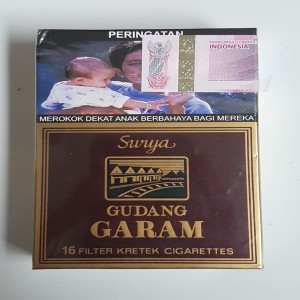 PERINGATAN
INDONESIA
MEROKOK DEKAT ANAK BERBAHAYA BAGI MEREKA
Surya
GUDANG
GARAM
16 FILTER KRETEK CIGARETTES